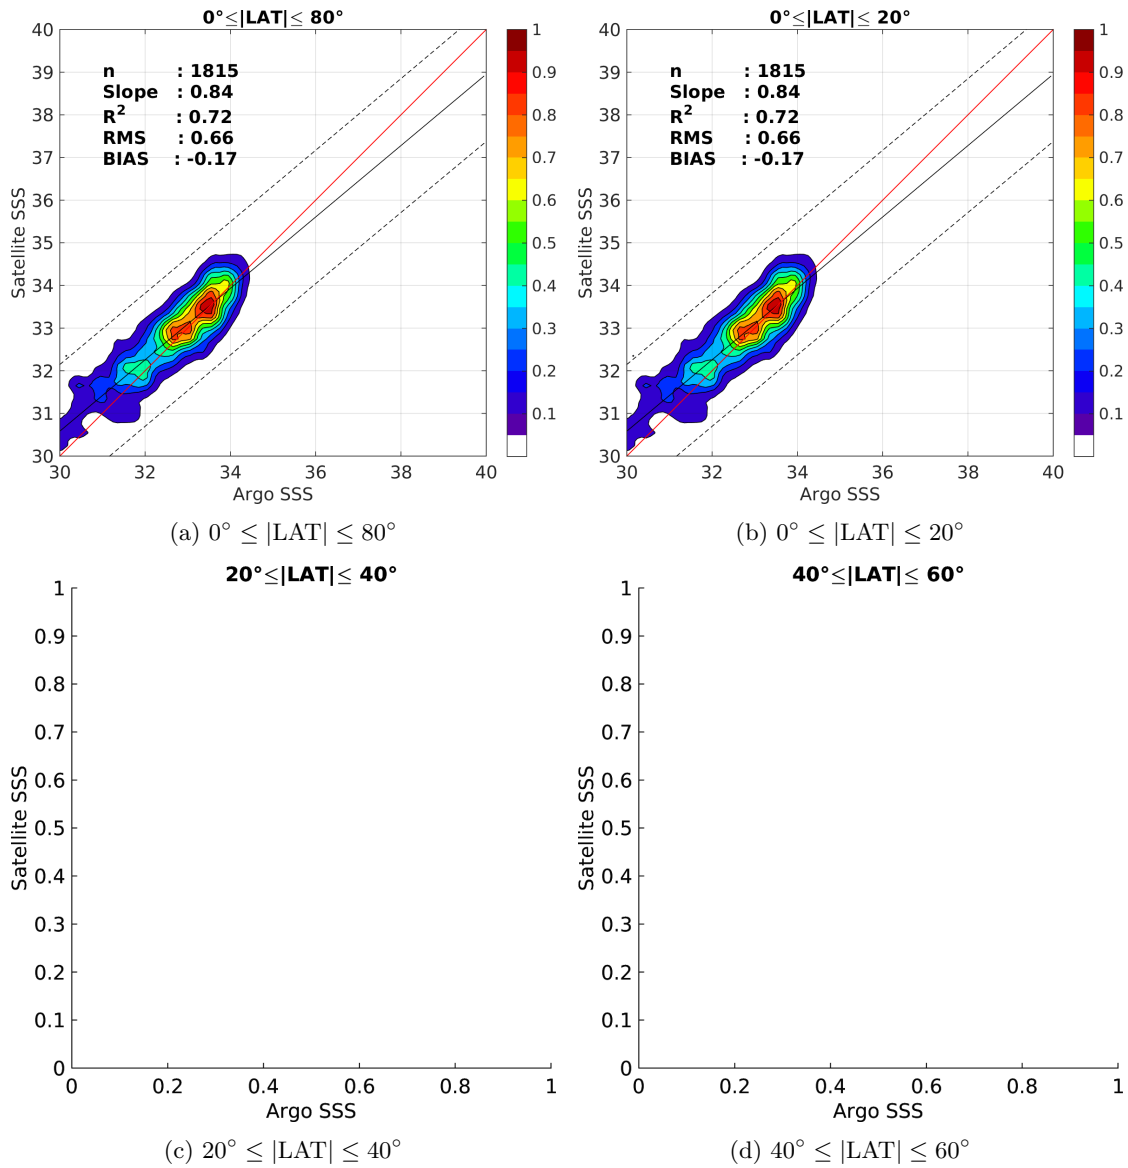 0°≤|LAT|≤ 80°
40
39
38
37
36
35
34
33
32
31
30
Satellite SSS
n : 1815
Slope : 0.84
R² : 0.72
RMS : 0.66
BIAS : -0.17
30 32 34 36 38 40
Argo SSS
1
0.9
0.8
0.7
0.6
0.5
0.4
0.3
0.2
0.1
(a) 0° ≤ |LAT| ≤ 80°
0°≤|LAT|≤ 20°
40
39
38
37
36
35
34
33
32
31
30
Satellite SSS
n : 1815
Slope : 0.84
R² : 0.72
RMS : 0.66
BIAS : -0.17
30 32 34 36 38 40
Argo SSS
1
0.9
0.8
0.7
0.6
0.5
0.4
0.3
0.2
0.1
(b) 0° ≤ |LAT| ≤ 20°
20°≤|LAT|≤ 40°
1
0.9
0.8
0.7
0.6
0.5
0.4
0.3
0.2
0.1
0
Satellite SSS
0 0.2 0.4 0.6 0.8 1
Argo SSS
(c) 20° ≤ |LAT| ≤ 40°
40°≤|LAT|≤ 60°
1
0.9
0.8
0.7
0.6
0.5
0.4
0.3
0.2
0.1
0
Satellite SSS
0 0.2 0.4 0.6 0.8 1
Argo SSS
(d) 40° ≤ |LAT| ≤ 60°